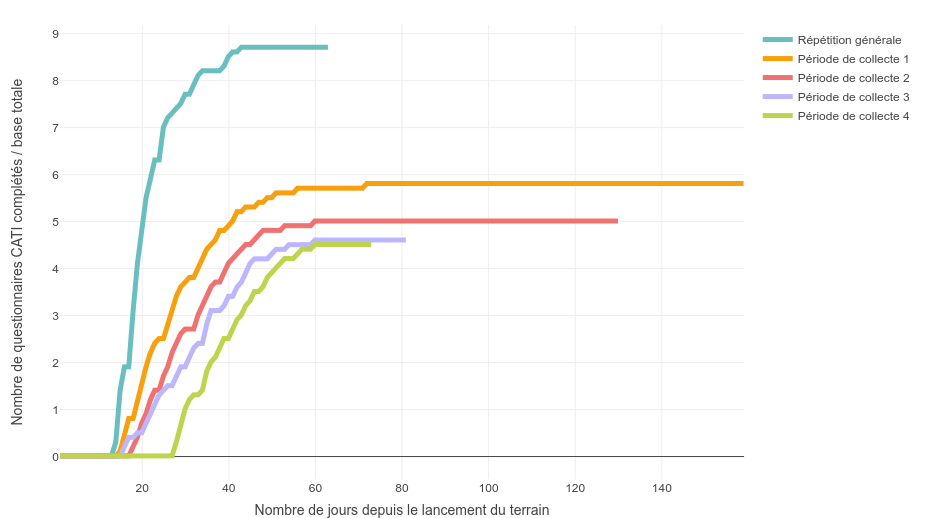 Nombre de questionnaires CATI complétés / base totale
9
8
7
6
5
4
3
2
1
0
20 40 60 80 100 120 140
Nombre de jours depuis le lancement du terrain
Répétition générale
Période de collecte 1
Période de collecte 2
Période de collecte 3
Période de collecte 4